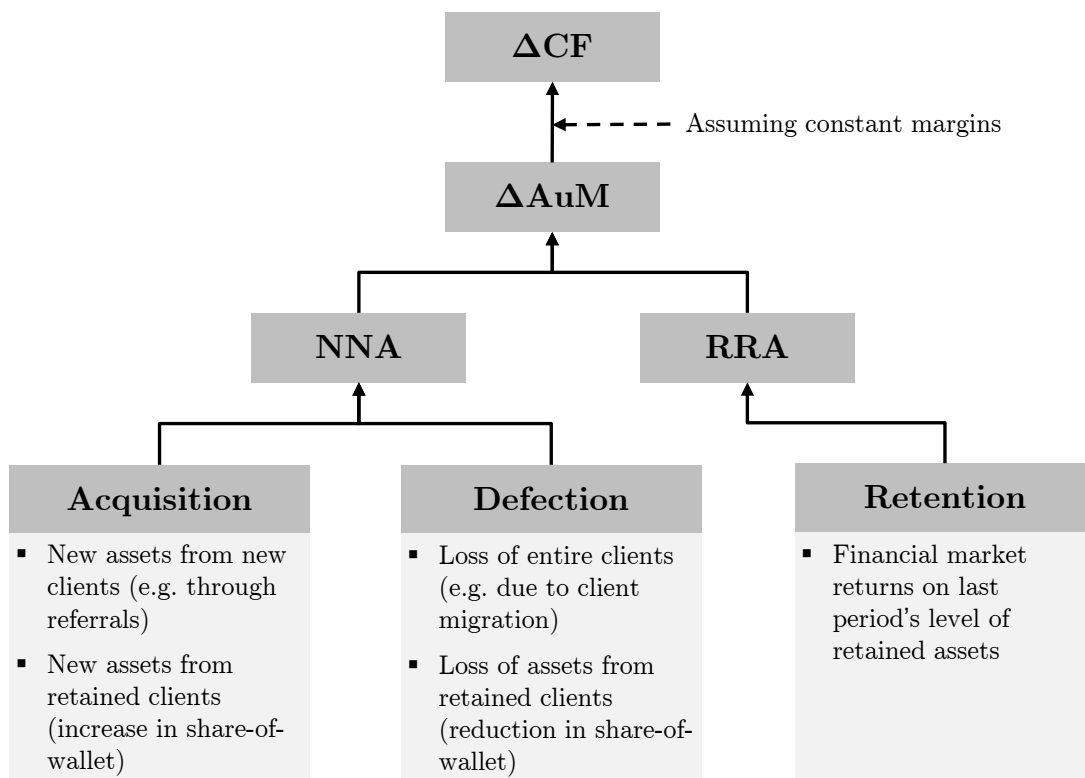 ΔCF
Assuming constant margins
ΔAuM
NNA
RRA
Acquisition
▪ New assets from new
clients (e.g. through
referrals)
▪ New assets from
retained clients
(increase in share-of-
wallet)
Defection
▪ Loss of entire clients
(e.g. due to client
migration)
▪ Loss of assets from
retained clients
(reduction in share-of-
wallet)
Retention
▪ Financial market
returns on last
period's level of
retained assets